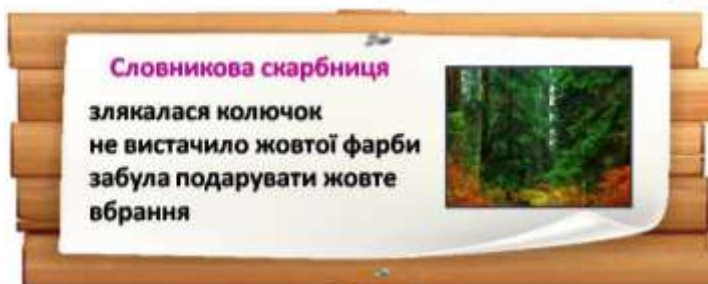 Словникова скарбниця
злякалася колючок
не вистачило жовтої фарби
забула подарувати жовте
вбрання